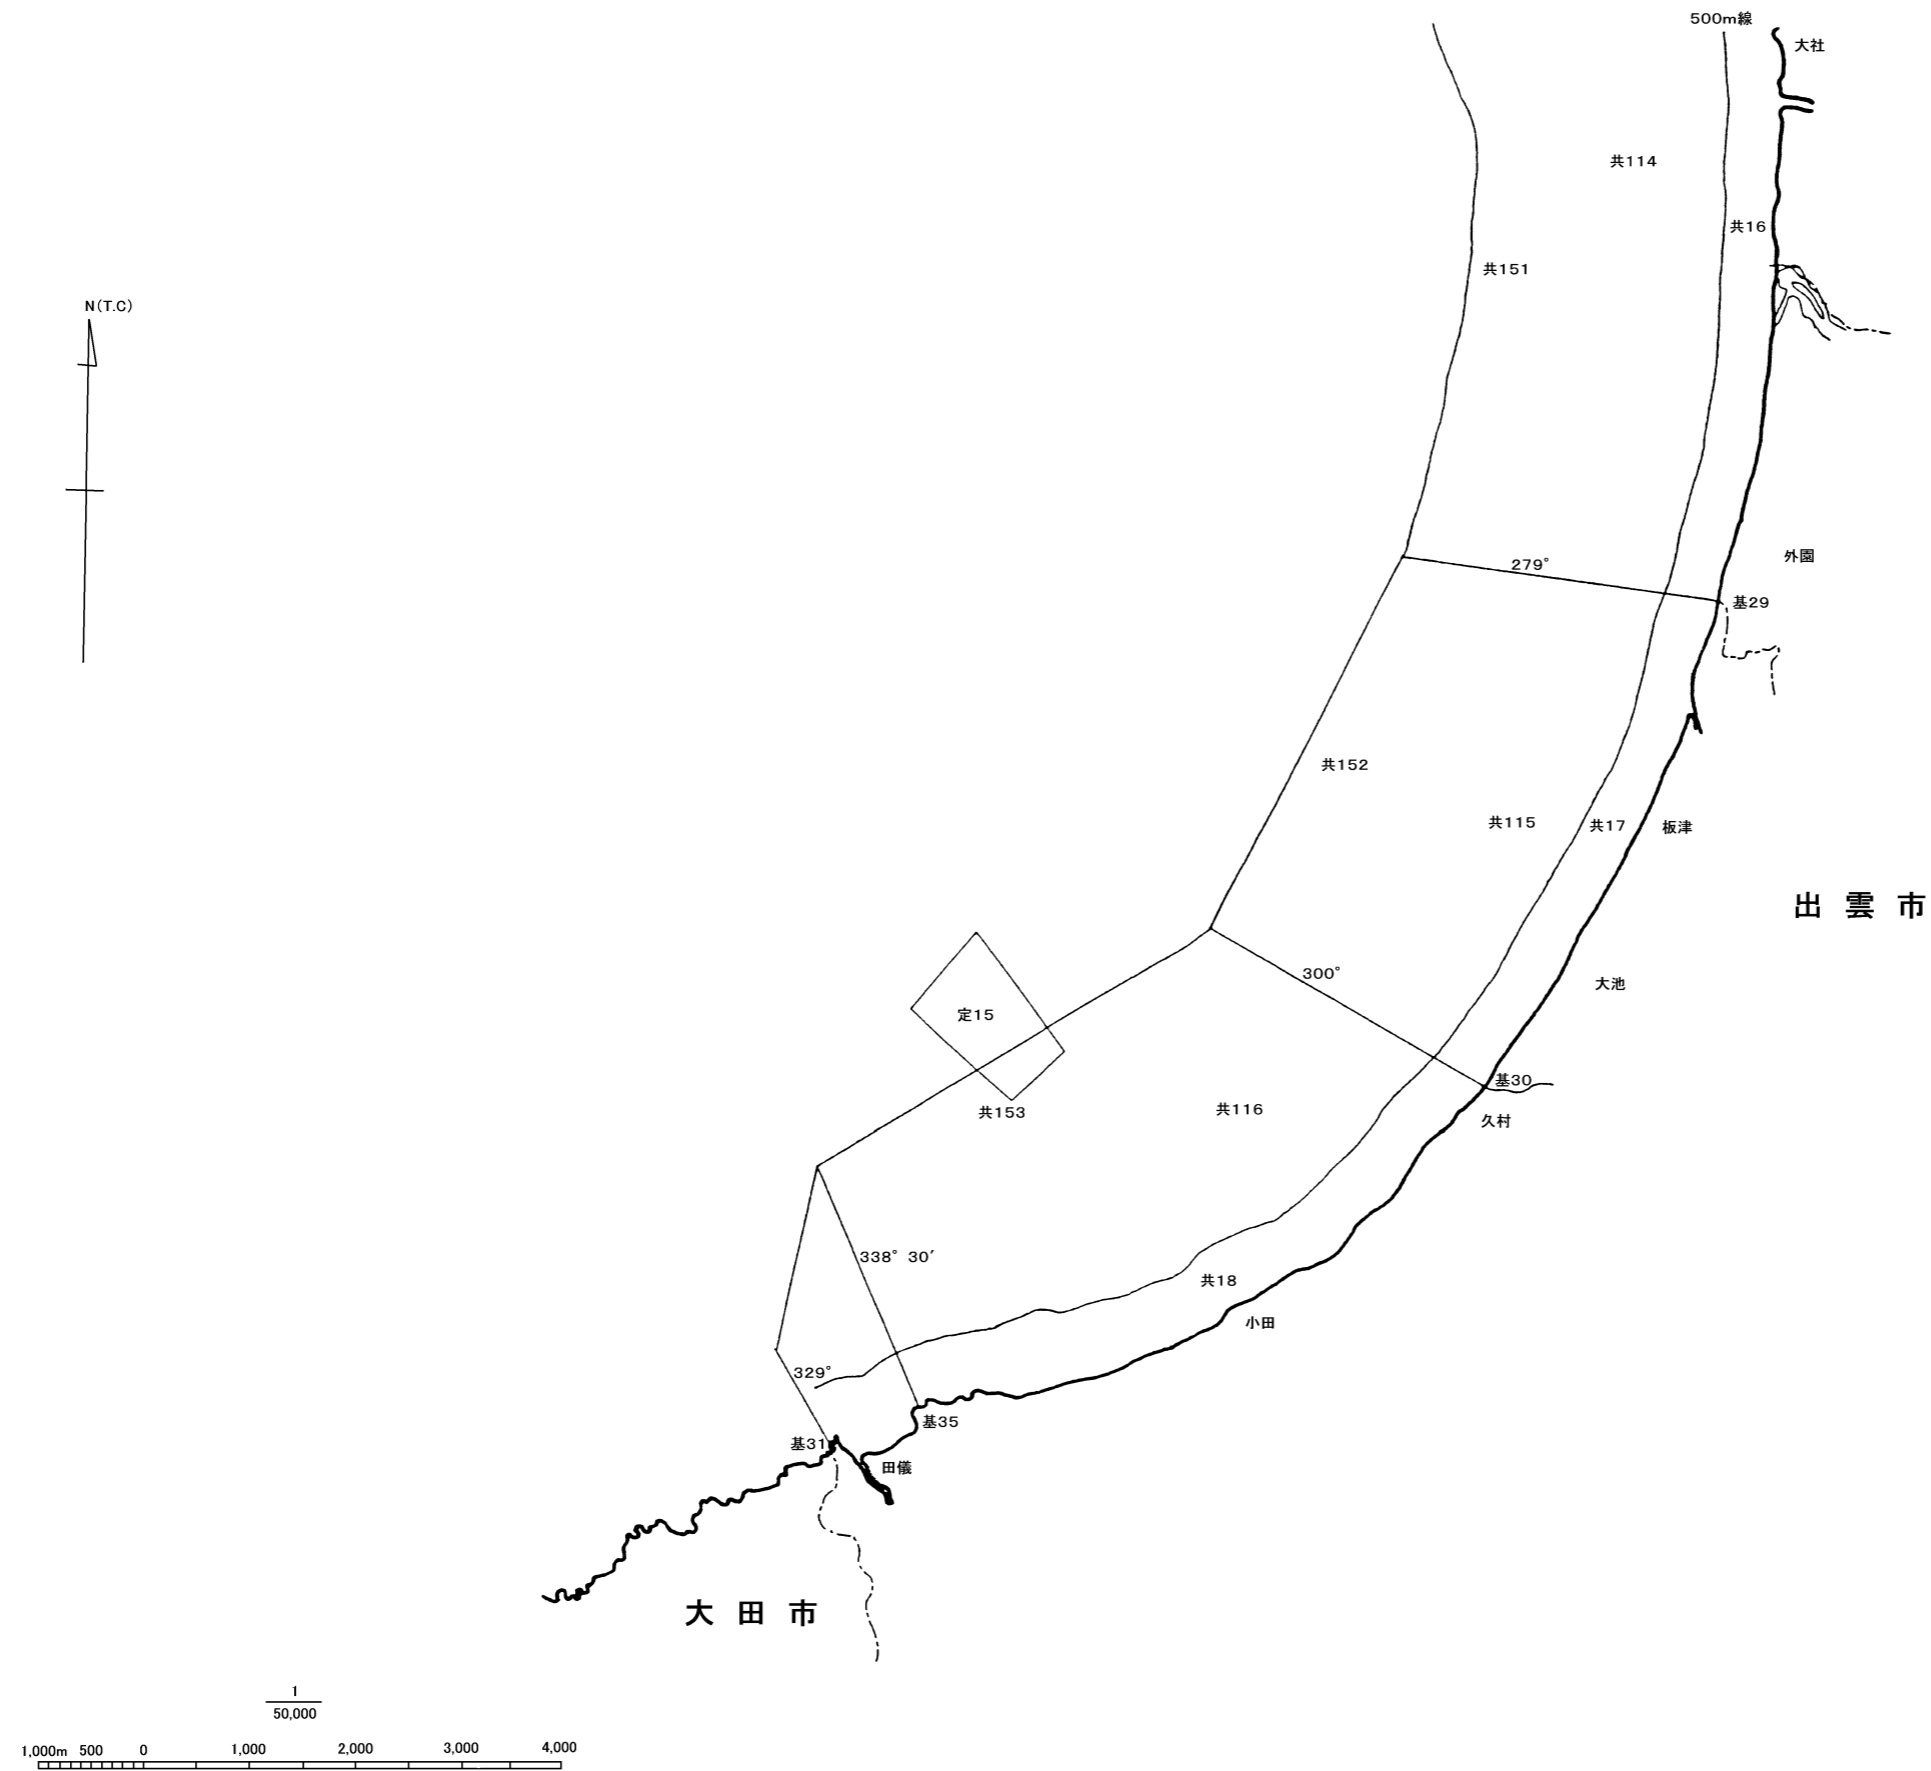 500m線
大社
共114
共16
共151
N(T.C)
外園
279°
基29
共152
共115
共17
板津
出雲市
大池
300°
定15
基30
共153
共116
久村
338°30′
共18
小田
329°
基35
基31
田儀
大田市
1
50,000
1,000m 500 0 1,000 2,000 3,000 4,000